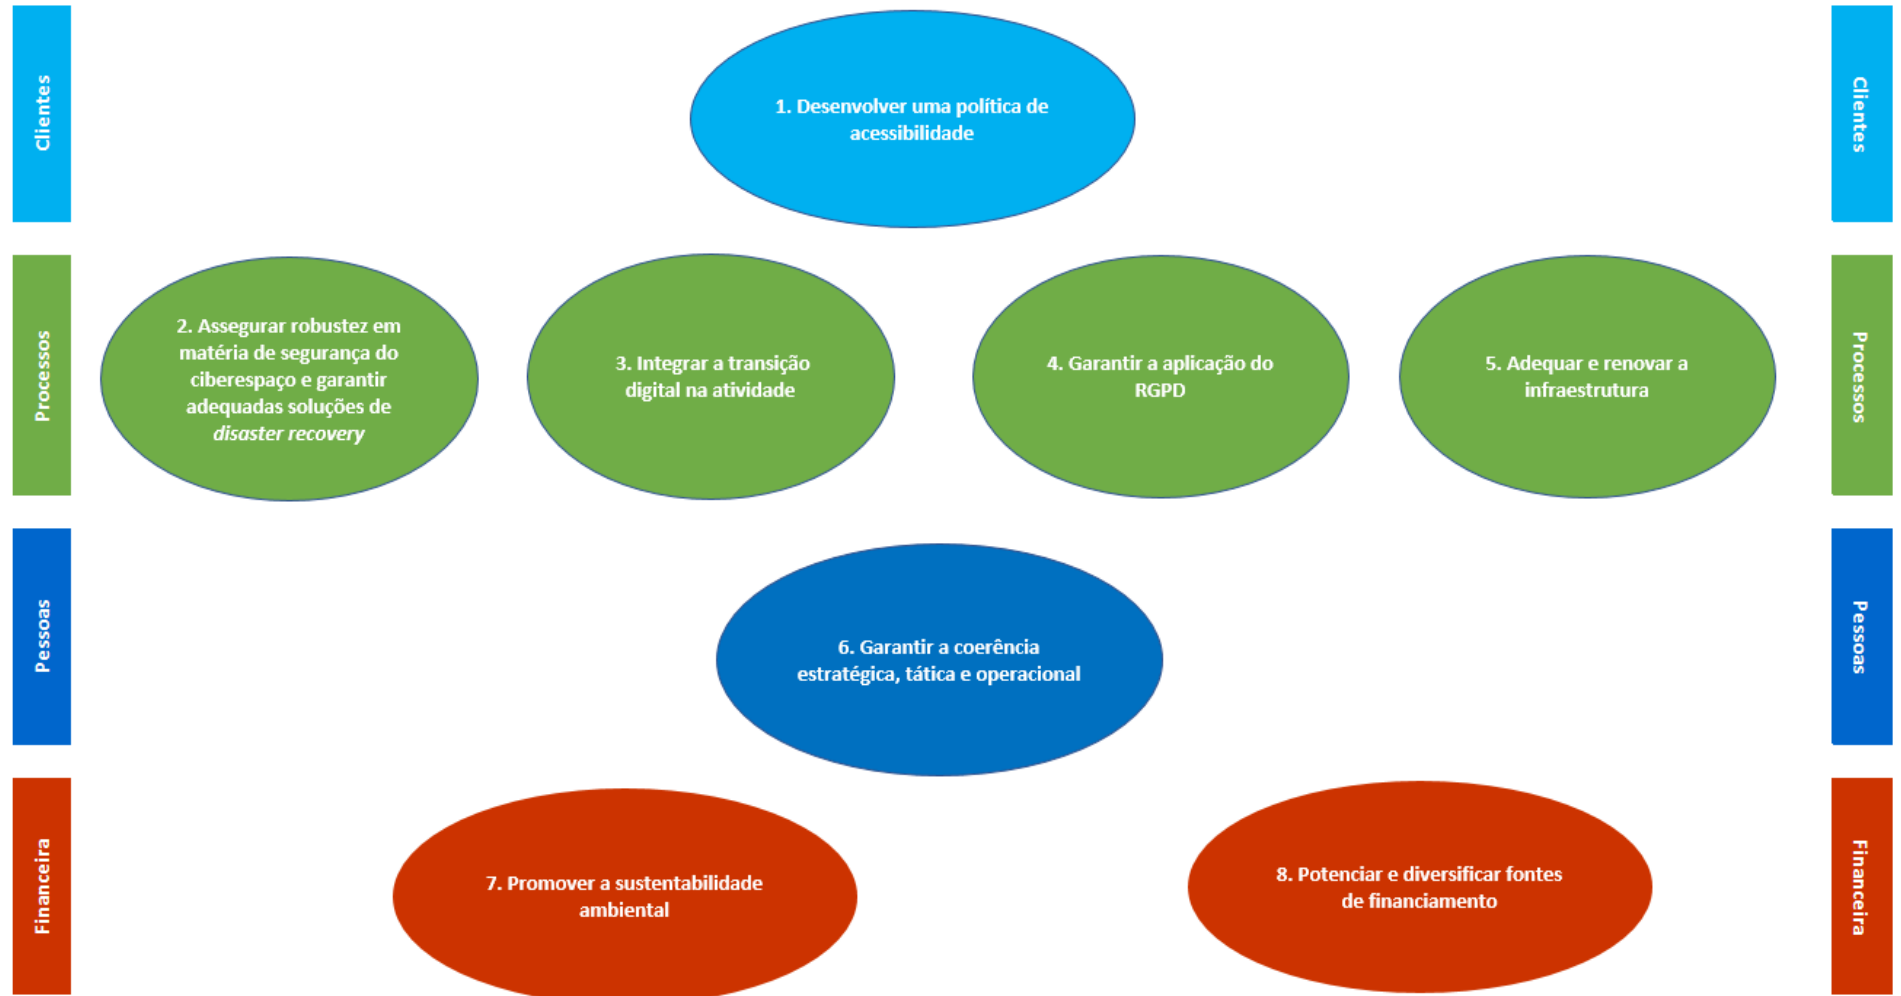 Clientes
1. Desenvolver uma política de
acessibilidade
Clientes
Processos
2. Assegurar robustez em
matéria de segurança do
ciberespaço e garantir
adequadas soluções de
disaster recovery
3. Integrar a transição
digital na atividade
4. Garantir a aplicação do
RGPD
5. Adequar e renovar a
infraestrutura
Processos
Pessoas
6. Garantir a coerência
estratégica, tática e operacional
Pessoas
Financeira
7. Promover a sustentabilidade
ambiental
8. Potenciar e diversificar fontes
de financiamento
Financeira